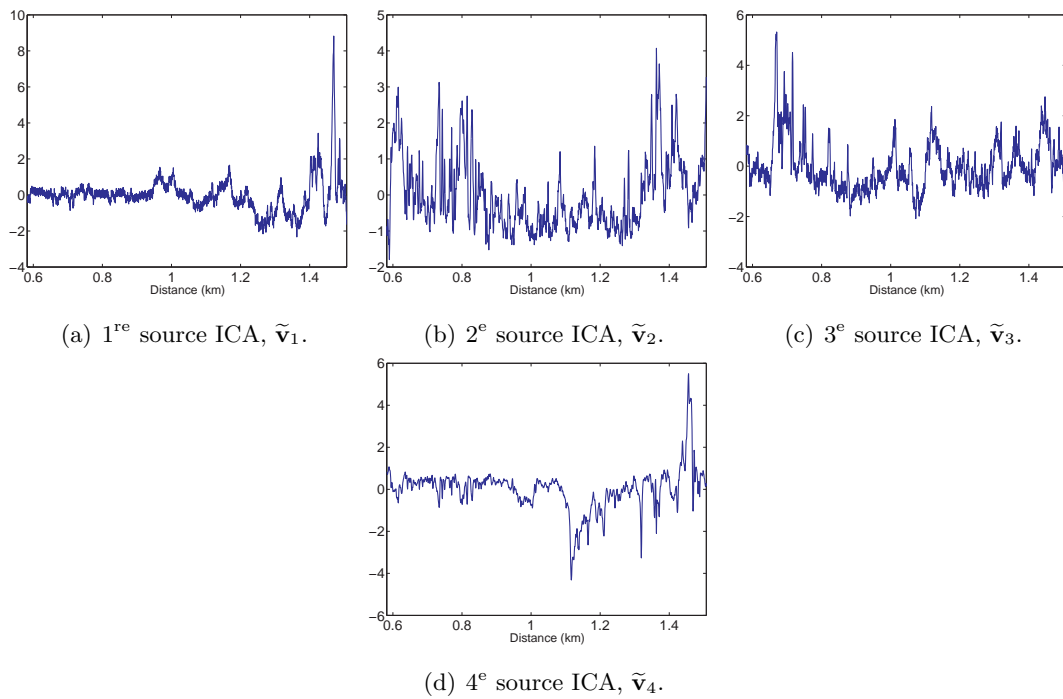 10
8
6
4
2
0
−2
−4
0.6 0.8 1 1.2 1.4
Distance (km)
(a) 1re source ICA, ṽ1.
5
4
3
2
1
0
−1
−2
0.6 0.8 1 1.2 1.4
Distance (km)
(b) 2e source ICA, ṽ2.
6
4
2
0
−2
−4
0.6 0.8 1 1.2 1.4
Distance (km)
(c) 3e source ICA, ṽ3.
6
4
2
0
−2
−4
−6
0.6 0.8 1 1.2 1.4
Distance (km)
(d) 4e source ICA, ṽ4.